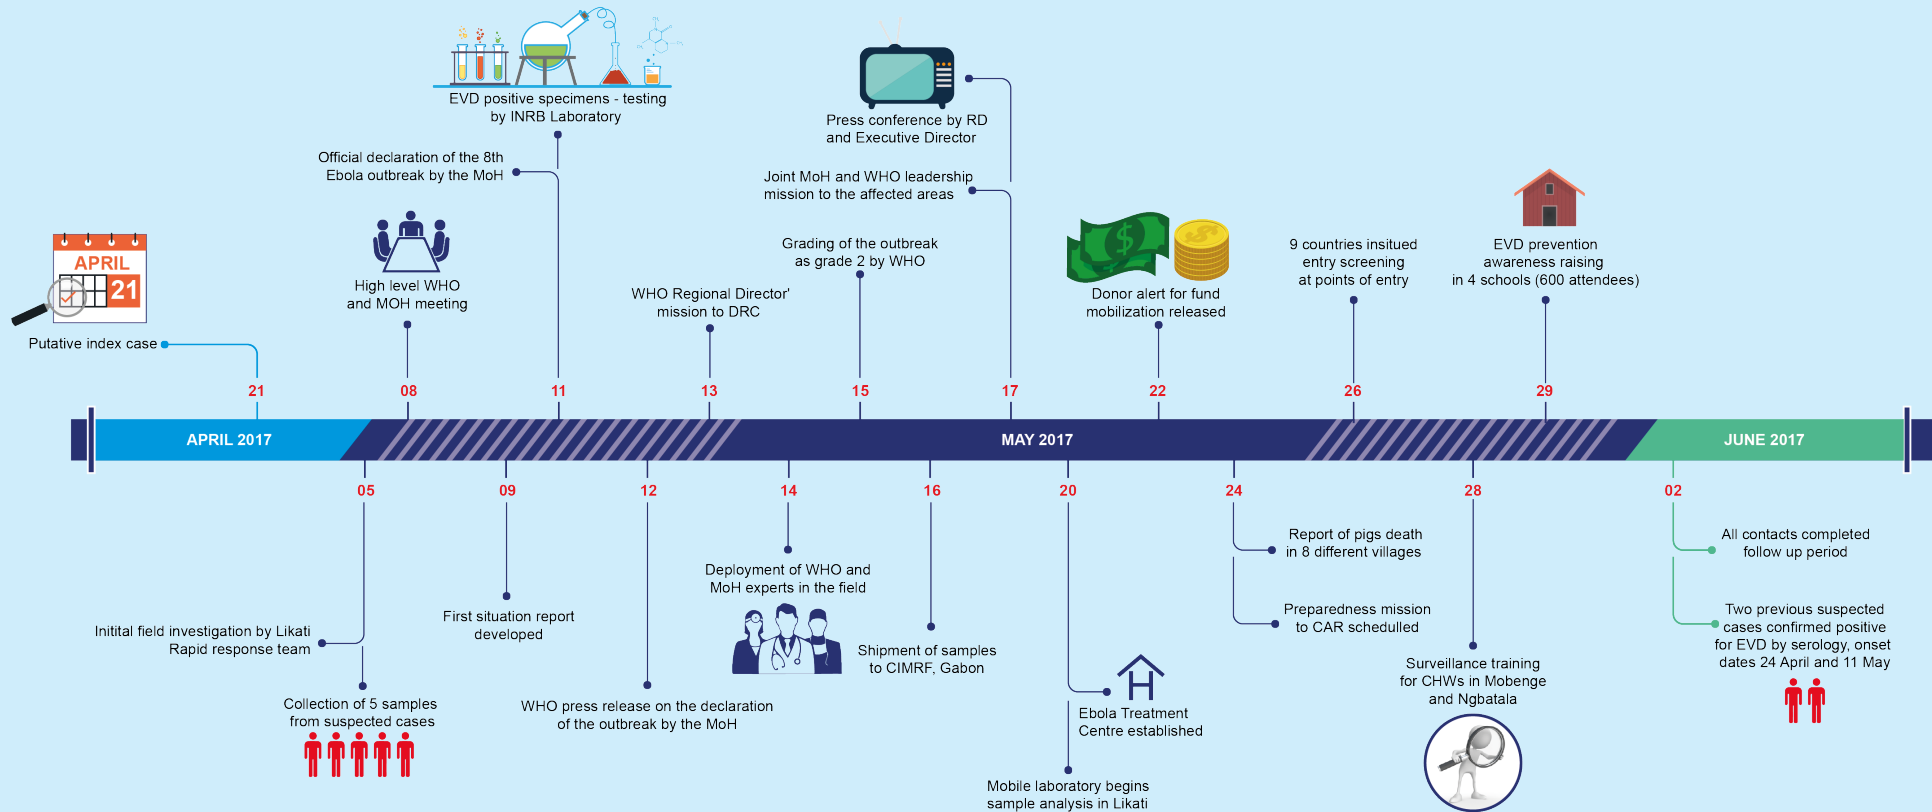 EVD positive specimens - testing
by INRB Laboratory
Official declaration of the 8th
Ebola outbreak by the MoH
Press conference by RD
and Executive Director
Joint MoH and WHO leadership
mission to the affected areas
APRIL
21
Putative index case
High level WHO
and MOH meeting
WHO Regional Director'
mission to DRC
Grading of the outbreak
as grade 2 by WHO
Donor alert for fund
mobilization released
9 countries insitued
entry screening
at points of entry
EVD prevention
awareness raising
in 4 schools (600 attendees)
21
08
11
13
15
17
22
26
29
APRIL 2017
MAY 2017
JUNE 2017
05
09
12
14
16
20
24
28
02
Initital field investigation by Likati
Rapid response team
Collection of 5 samples
from suspected cases
First situation report
developed
WHO press release on the declaration
of the outbreak by the MoH
Deployment of WHO and
MoH experts in the field
Shipment of samples
to CIMRF, Gabon
Ebola Treatment
Centre established
Mobile laboratory begins
sample analysis in Likati
Report of pigs death
in 8 different villages
Preparedness mission
to CAR schedulled
Surveillance training
for CHWs in Mobenge
and Ngbatala
All contacts completed
follow up period
Two previous suspected
cases confirmed positive
for EVD by serology, onset
dates 24 April and 11 May